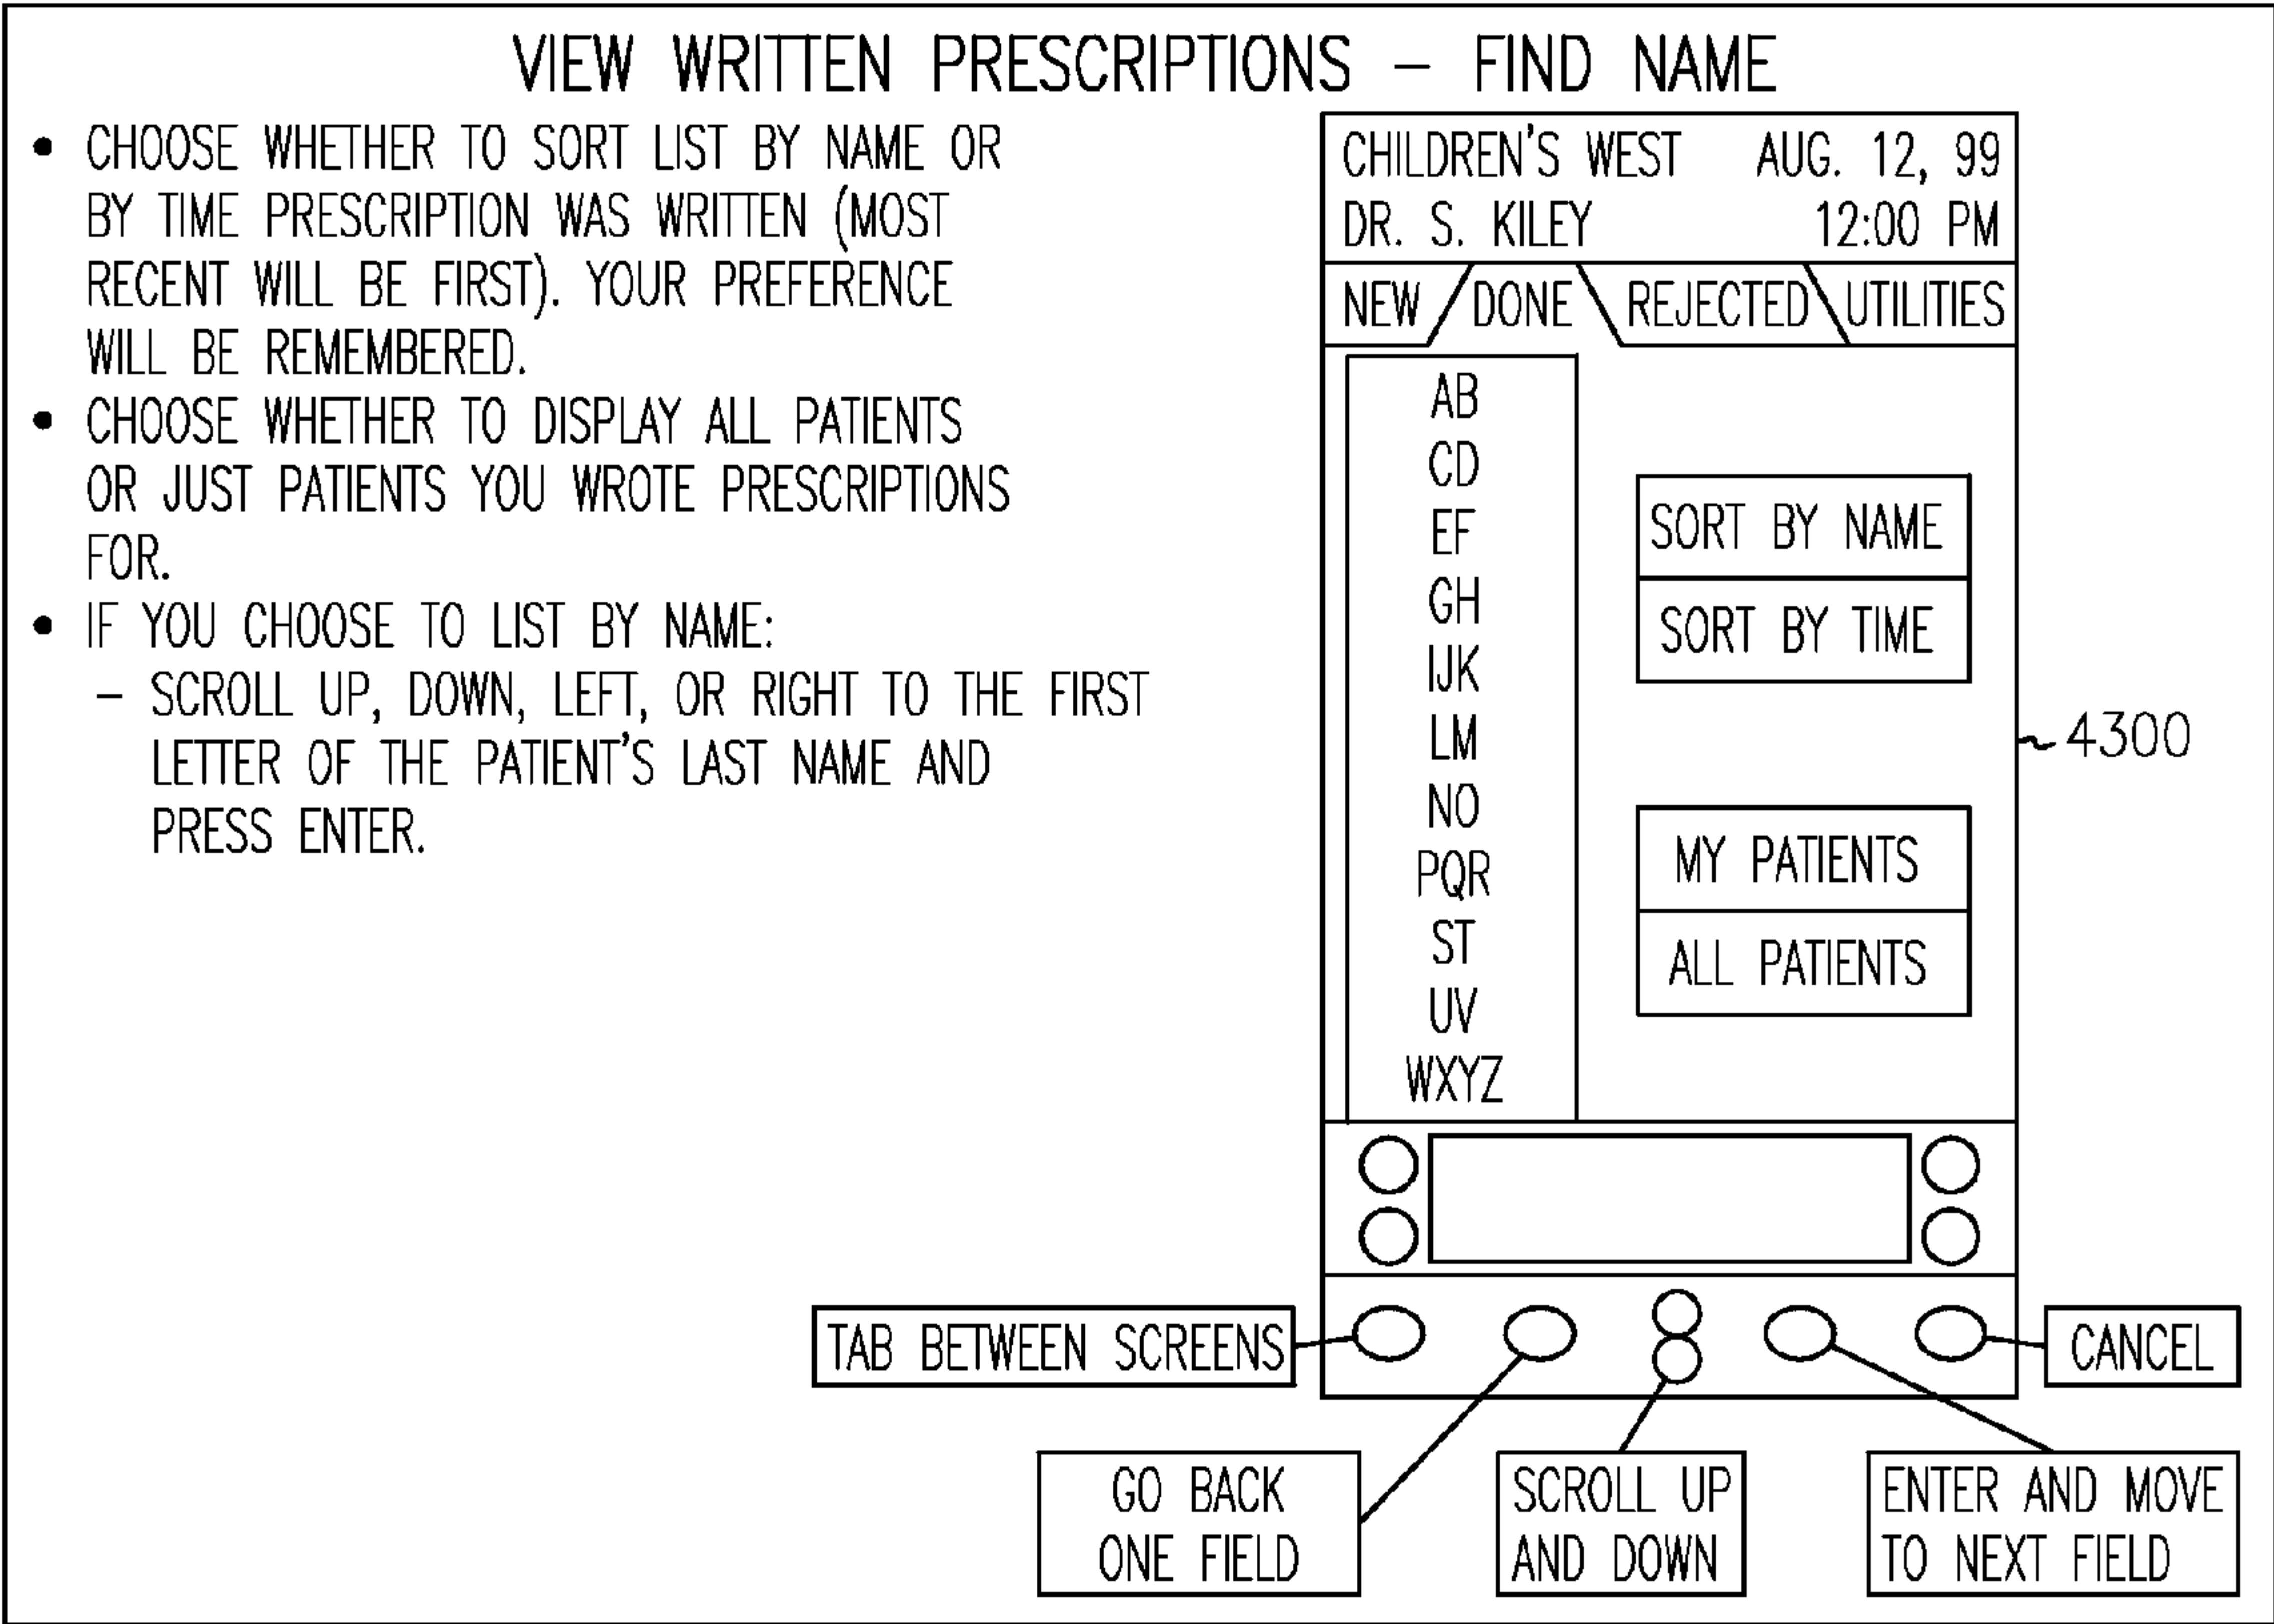 VIEW WRITTEN PRESCRIPTIONS – FIND NAME
• CHOOSE WHETHER TO SORT LIST BY NAME OR
BY TIME PRESCRIPTION WAS WRITTEN (MOST
RECENT WILL BE FIRST). YOUR PREFERENCE
WILL BE REMEMBERED.
• CHOOSE WHETHER TO DISPLAY ALL PATIENTS
OR JUST PATIENTS YOU WROTE PRESCRIPTIONS
FOR.
• IF YOU CHOOSE TO LIST BY NAME:
– SCROLL UP, DOWN, LEFT, OR RIGHT TO THE FIRST
LETTER OF THE PATIENT'S LAST NAME AND
PRESS ENTER.
CHILDREN'S WEST AUG. 12, 99
DR. S. KILEY 12:00 PM
NEW DONE REJECTED UTILITIES
AB
CD
EF
GH
IJK
LM
NO
PQR
ST
UV
WXYZ
SORT BY NAME
SORT BY TIME
MY PATIENTS
ALL PATIENTS
4300
TAB BETWEEN SCREENS
CANCEL
GO BACK
ONE FIELD
SCROLL UP
AND DOWN
ENTER AND MOVE
TO NEXT FIELD